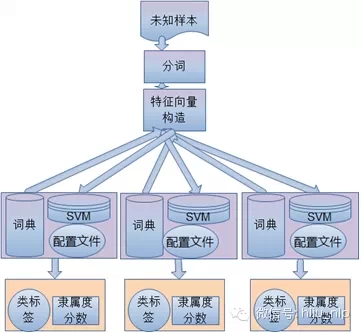 未知样本
分词
特征向量
构造
词典
SVM
配置文件
词典
SVM
配置文件
词典
SVM
配置文件
类标
签
隶属度
分数
类标
签
隶属度
分数
类标
签
隶属度
分数
微信号: hltu_nlp